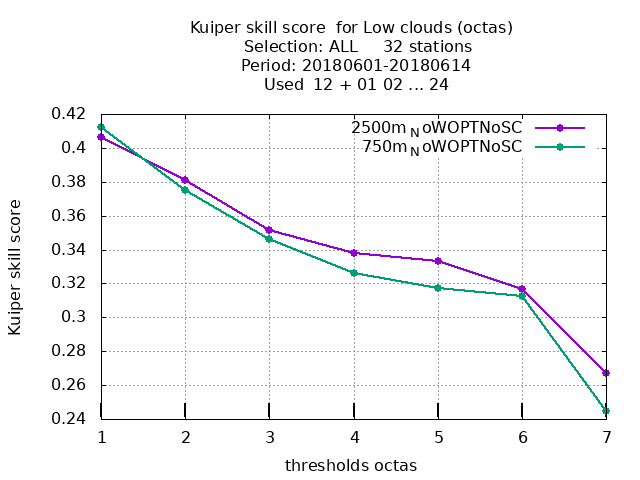 Kuiper skill score  for Low clouds (octas)
Selection: ALL     32 stations
Period: 20180601-20180614
Used  12 + 01 02 ... 24
2500m_NoWOPTNoSC
750m_NoWOPTNoSC
Kuiper skill score
0.42
0.4
0.38
0.36
0.34
0.32
0.3
0.28
0.26
0.24
1 2 3 4 5 6 7
thresholds octas